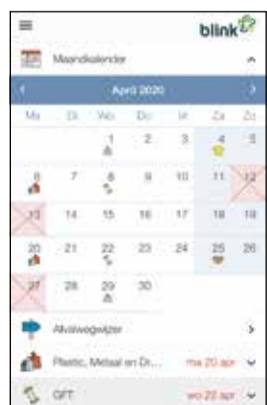 blink
Maandkalender
April 2020
Ma Di Wo Do Vr Za Zo
1 2 3 4 5
6 7 8 9 10 11 12
13 14 15 16 17 18 19
20 21 22 23 24 25 26
27 28 29 30
Afvalwegwijzer
Plastic, Metaal en Dr... ma 20 apr
GFT wo 22 apr